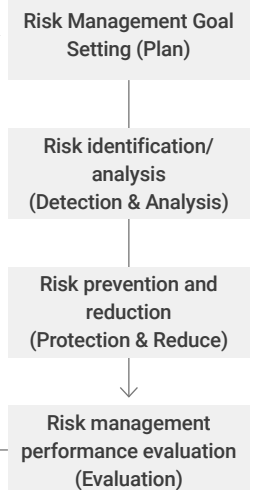 Risk Management Goal
Setting (Plan)
Risk identification/
analysis
(Detection & Analysis)
Risk prevention and
reduction
(Protection & Reduce)
Risk management
performance evaluation
(Evaluation)